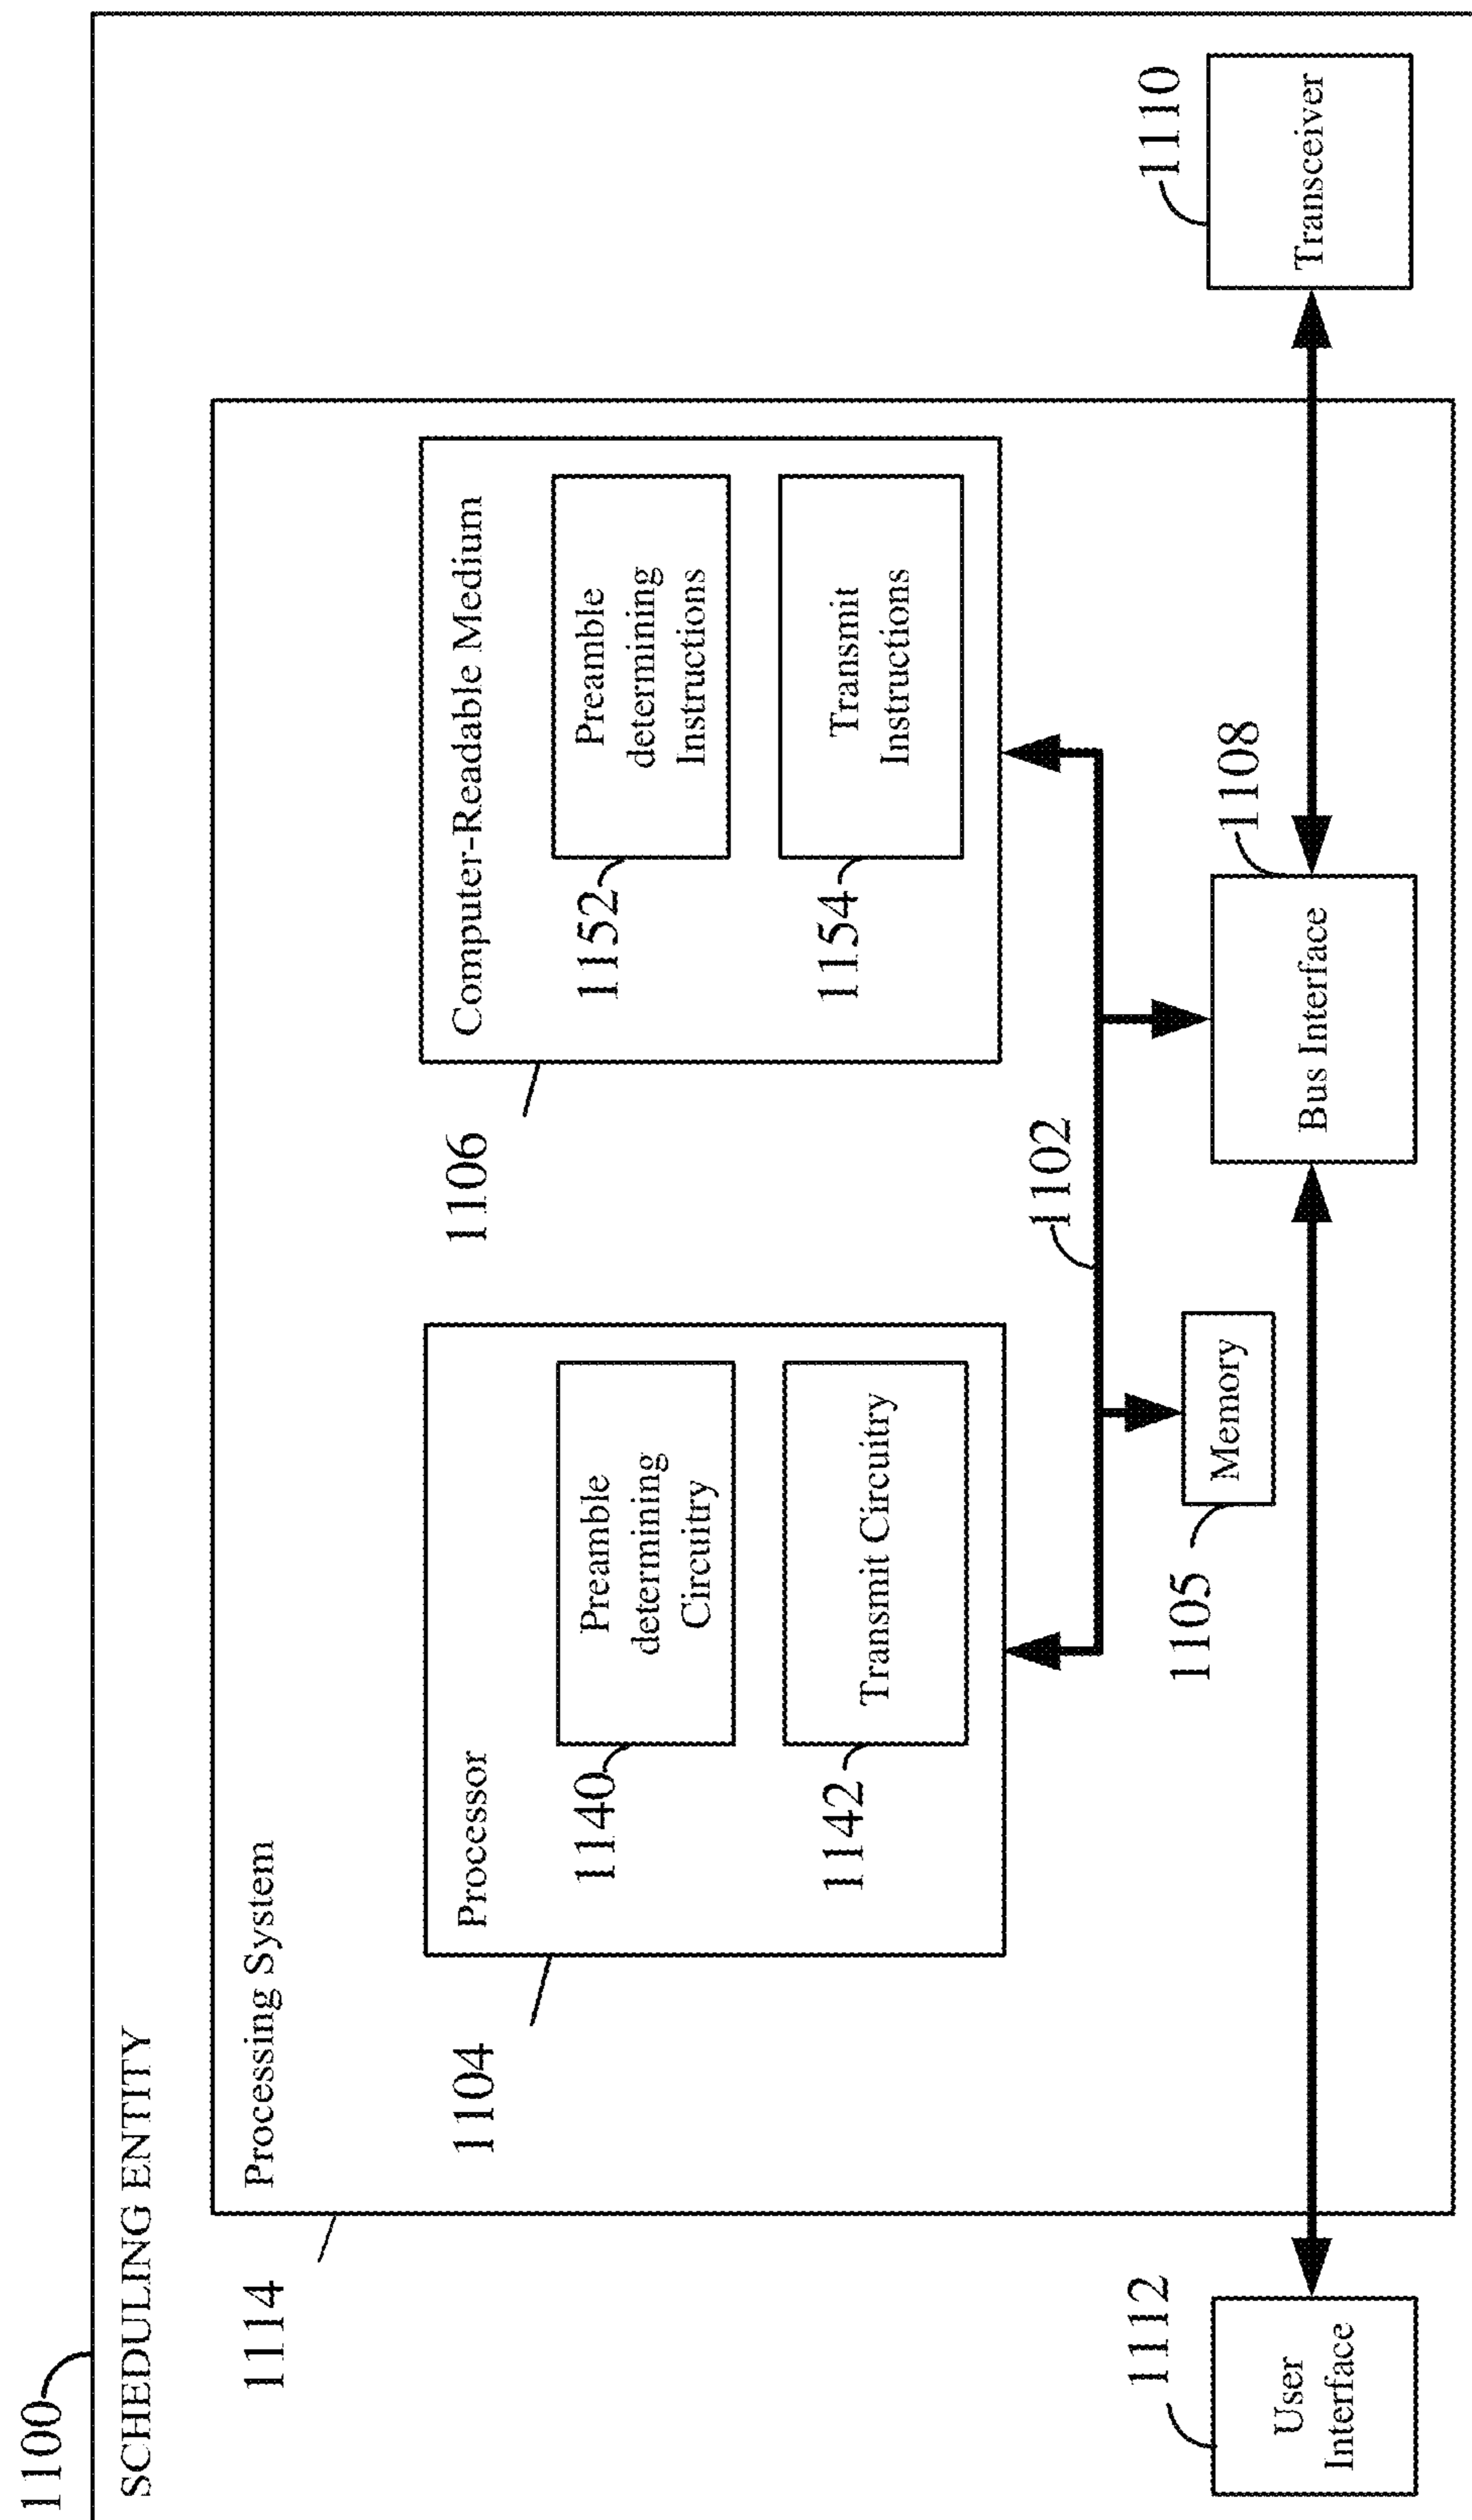 1100
SCHEDULING ENTITY
1114
Processing System
1104
Processor
1140
Preamble
determining
Circuitry
1142
Transmit Circuitry
1106
Computer-Readable Medium
1152
Preamble
determining
Instructions
1154
Transmit
Instructions
1102
1105
Memory
1112
User
Interface
1108
Bus Interface
1110
Transceiver